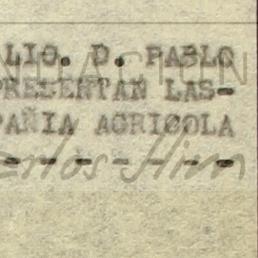 LIC. D. PABLO
PRESENTAN LAS-
PAÑIA AGRICOLA
- - - - - - -